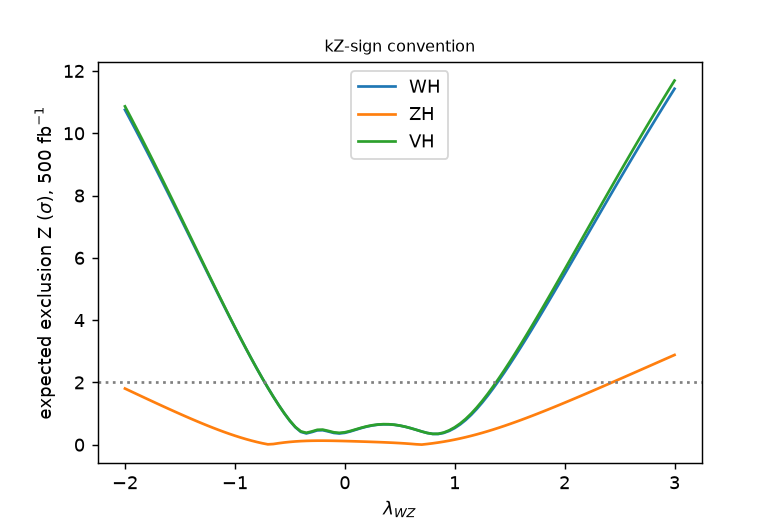 kZ-sign convention
expected exclusion Z (σ), 500 fb⁻¹
12
10
8
6
4
2
0
WH
ZH
VH
−2
−1
0
1
2
3
λ_WZ